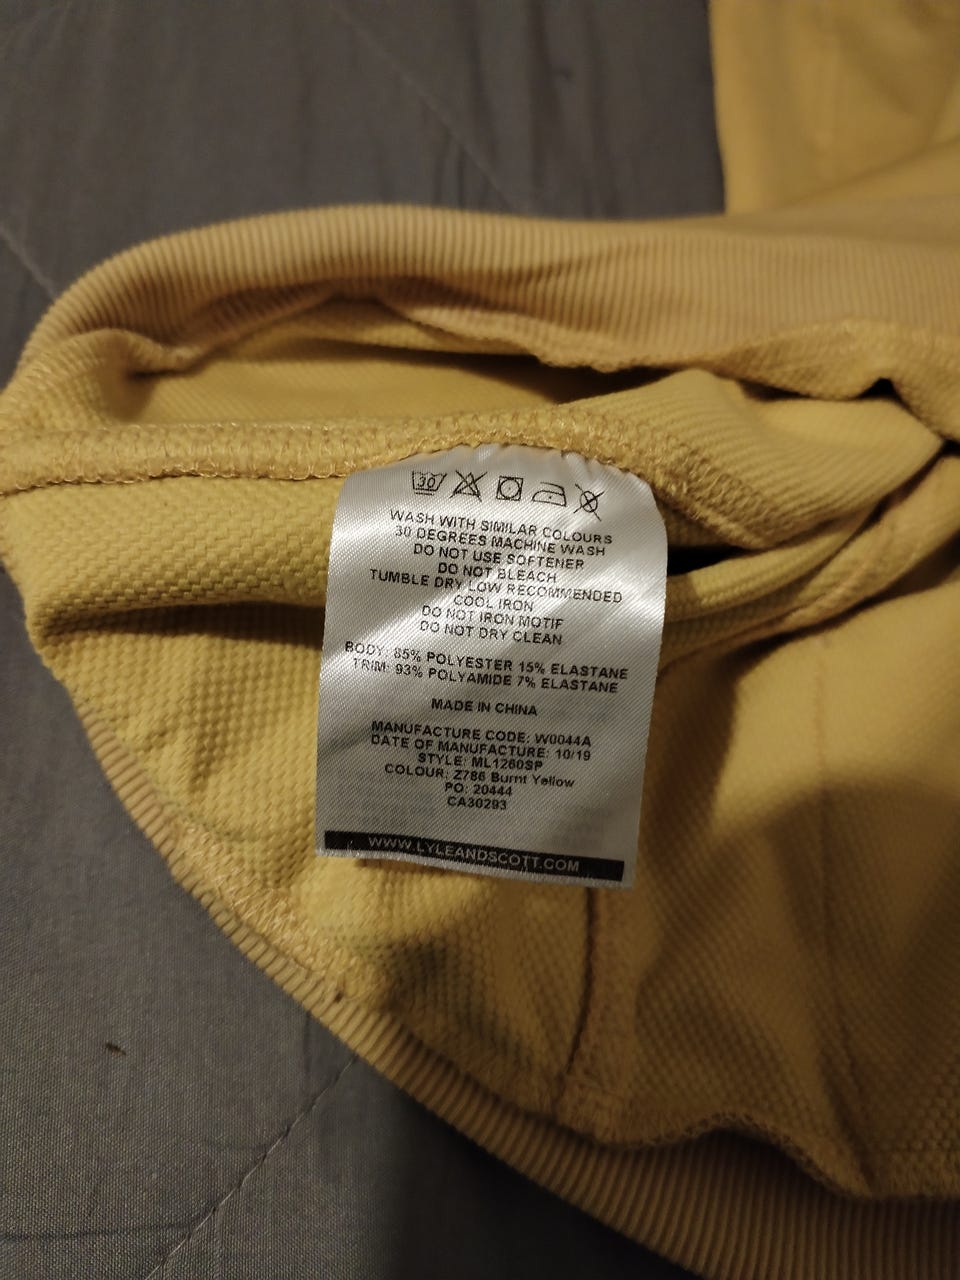 30
WASH WITH SIMILAR COLOURS
30 DEGREES MACHINE WASH
DO NOT USE SOFTENER
DO NOT BLEACH
TUMBLE DRY LOW RECOMMENDED
COOL IRON
DO NOT IRON MOTIF
DO NOT DRY CLEAN
BODY: 85% POLYESTER 15% ELASTANE
TRIM: 93% POLYAMIDE 7% ELASTANE
MADE IN CHINA
MANUFACTURE CODE: W0044A
DATE OF MANUFACTURE: 10/19
STYLE: ML1260SP
COLOUR: Z786 Burnt Yellow
PO: 20444
CA30293
WWW.LYLEANDSCOTT.COM